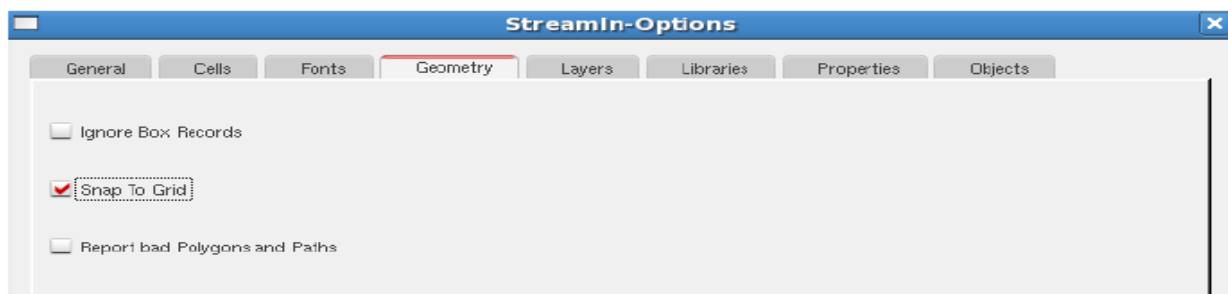 StreamIn-Options
General Cells Fonts Geometry Layers Libraries Properties Objects
Ignore Box Records
Snap To Grid
Report bad Polygons and Paths